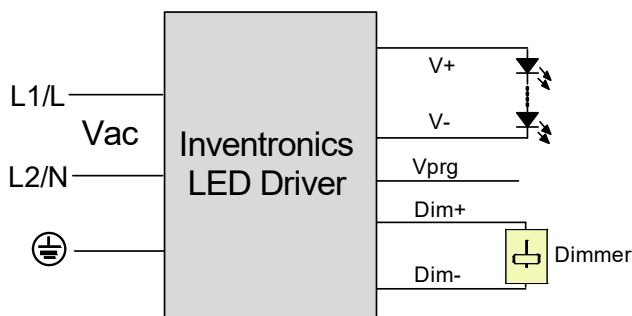 L1/L
Vac
L2/N
Inventronics
LED Driver
V+
V-
Vprg
Dim+
Dim-
Dimmer